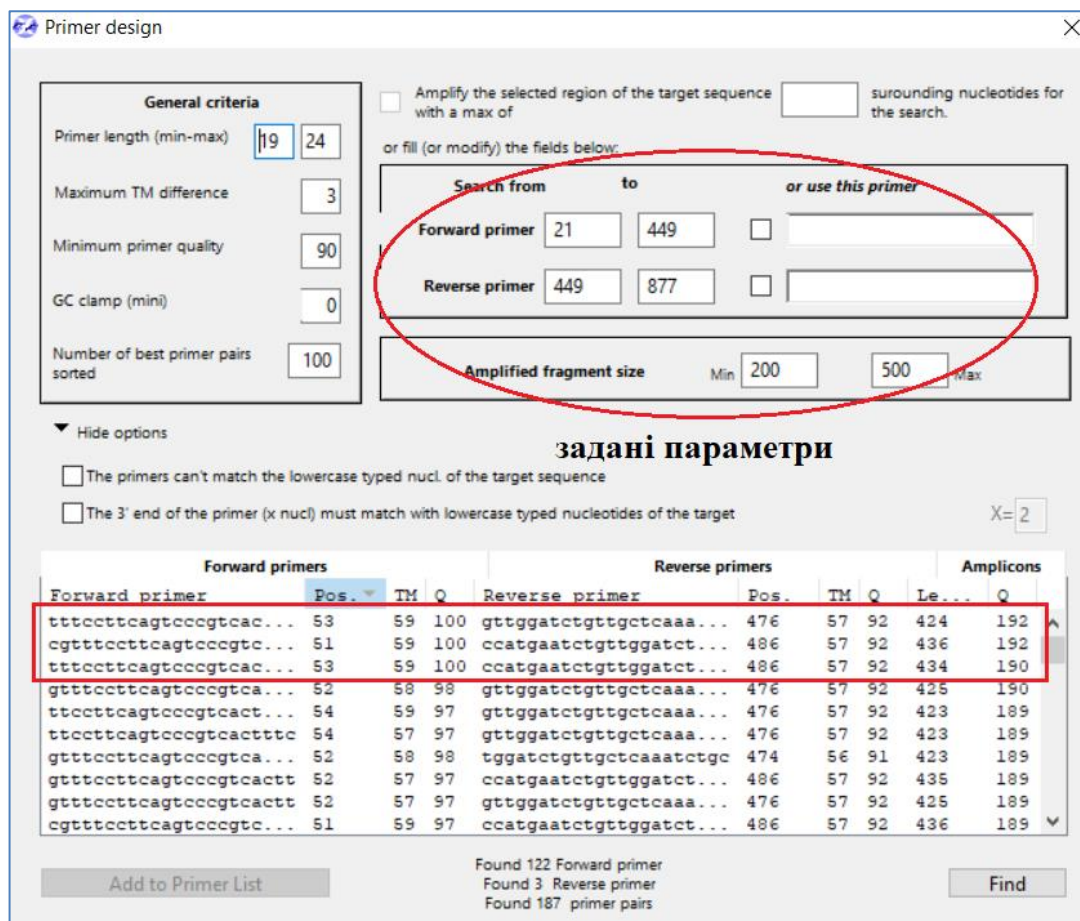 Primer design
General criteria
Primer length (min-max) 19 24
Maximum TM difference 3
Minimum primer quality 90
GC clamp (mini) 0
Number of best primer pairs
sorted 100
Amplify the selected region of the target sequence
with a max of
surounding nucleotides for
the search.
or fill (or modify) the fields below:
Search from to or use this primer
Forward primer 21 449
Reverse primer 449 877
Amplified fragment size Min 200 500 Max
Hide options
задані параметри
The primers can't match the lowercase typed nucl. of the target sequence
The 3' end of the primer (x nucl) must match with lowercase typed nucleotides of the target X= 2
Forward primers Reverse primers Amplicons
Forward primer Pos. TM Q Reverse primer Pos. TM Q Le... Q
tttccttcagtcccgtcac... 53 59 100 gttggatctgttgctcaaa... 476 57 92 424 192
cgtttccttcagtcccgtc... 51 59 100 ccatgaatctgttggatct... 486 57 92 436 192
tttccttcagtcccgtcac... 53 59 100 ccatgaatctgttggatct... 486 57 92 434 190
gtttccttcagtcccgtca... 52 58 98 gttggatctgttgctcaaa... 476 57 92 425 190
ttccttcagtcccgtcact... 54 59 97 gttggatctgttgctcaaa... 476 57 92 423 189
ttccttcagtcccgtcactttc 54 57 97 gttggatctgttgctcaaa... 476 57 92 423 189
gtttccttcagtcccgtca... 52 58 98 tggatctgttgctcaaatctgc 474 56 91 423 189
gtttccttcagtcccgtcactt 52 57 97 ccatgaatctgttggatct... 486 57 92 435 189
gtttccttcagtcccgtcactt 52 57 97 gttggatctgttgctcaaa... 476 57 92 425 189
cgtttccttcagtcccgtc... 51 59 97 ccatgaatctgttggatct... 486 57 92 436 189
Add to Primer List
Found 122 Forward primer
Found 3 Reverse primer
Found 187 primer pairs
Find